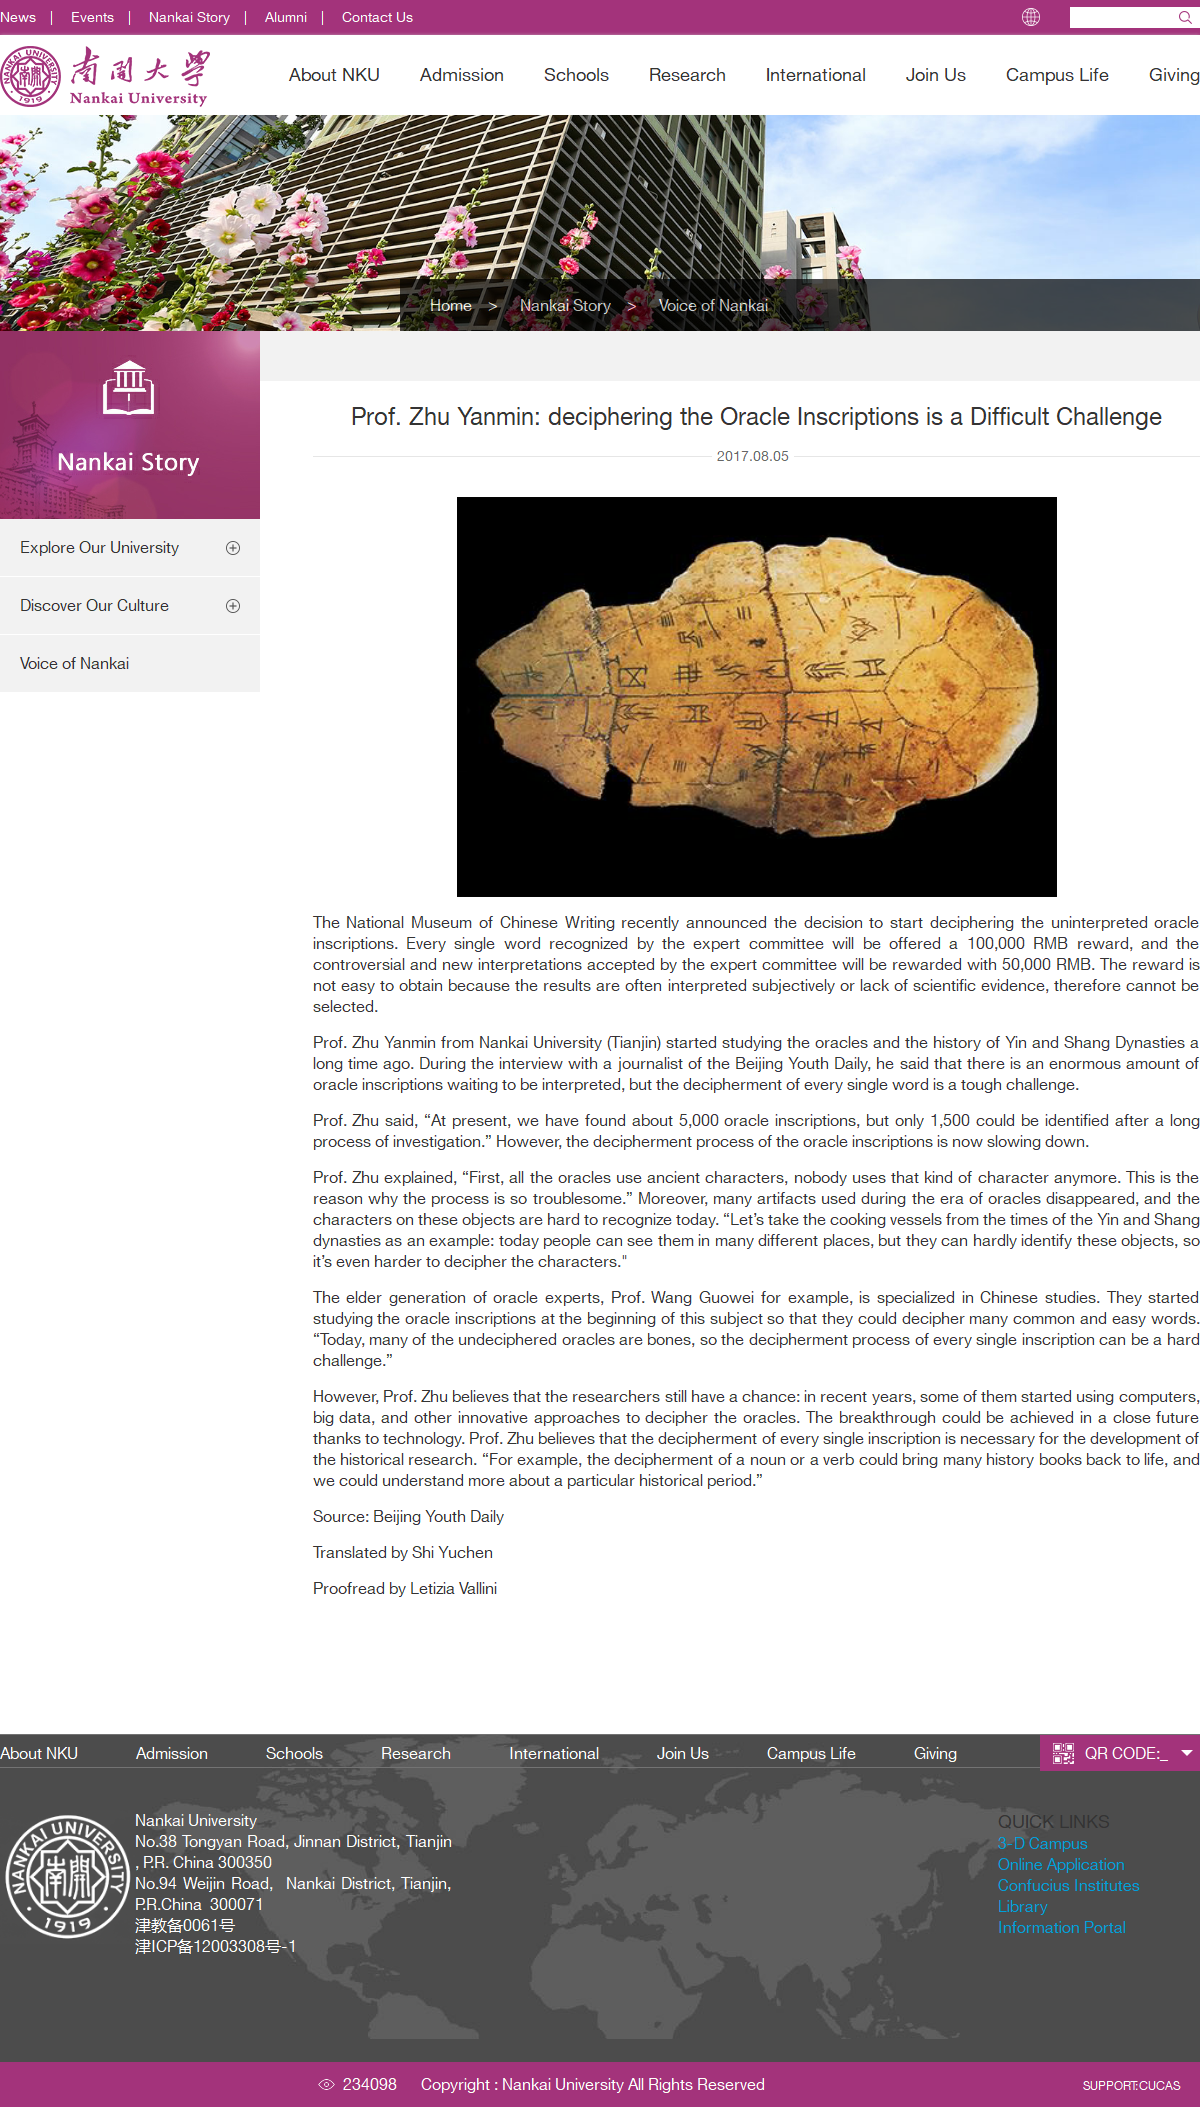 News | Events | Nankai Story | Alumni | Contact Us
NANKAI UNIVERSITY
1919
南開大學
Nankai University
About NKU Admission Schools Research International Join Us Campus Life Giving
Home > Nankai Story > Voice of Nankai
Nankai Story
Explore Our University
Discover Our Culture
Voice of Nankai
Prof. Zhu Yanmin: deciphering the Oracle Inscriptions is a Difficult Challenge
2017.08.05
The National Museum of Chinese Writing recently announced the decision to start deciphering the uninterpreted oracle
inscriptions. Every single word recognized by the expert committee will be offered a 100,000 RMB reward, and the
controversial and new interpretations accepted by the expert committee will be rewarded with 50,000 RMB. The reward is
not easy to obtain because the results are often interpreted subjectively or lack of scientific evidence, therefore cannot be
selected.
Prof. Zhu Yanmin from Nankai University (Tianjin) started studying the oracles and the history of Yin and Shang Dynasties a
long time ago. During the interview with a journalist of the Beijing Youth Daily, he said that there is an enormous amount of
oracle inscriptions waiting to be interpreted, but the decipherment of every single word is a tough challenge.
Prof. Zhu said, “At present, we have found about 5,000 oracle inscriptions, but only 1,500 could be identified after a long
process of investigation.” However, the decipherment process of the oracle inscriptions is now slowing down.
Prof. Zhu explained, “First, all the oracles use ancient characters, nobody uses that kind of character anymore. This is the
reason why the process is so troublesome.” Moreover, many artifacts used during the era of oracles disappeared, and the
characters on these objects are hard to recognize today. “Let’s take the cooking vessels from the times of the Yin and Shang
dynasties as an example: today people can see them in many different places, but they can hardly identify these objects, so
it’s even harder to decipher the characters."
The elder generation of oracle experts, Prof. Wang Guowei for example, is specialized in Chinese studies. They started
studying the oracle inscriptions at the beginning of this subject so that they could decipher many common and easy words.
“Today, many of the undeciphered oracles are bones, so the decipherment process of every single inscription can be a hard
challenge.”
However, Prof. Zhu believes that the researchers still have a chance: in recent years, some of them started using computers,
big data, and other innovative approaches to decipher the oracles. The breakthrough could be achieved in a close future
thanks to technology. Prof. Zhu believes that the decipherment of every single inscription is necessary for the development of
the historical research. “For example, the decipherment of a noun or a verb could bring many history books back to life, and
we could understand more about a particular historical period.”
Source: Beijing Youth Daily
Translated by Shi Yuchen
Proofread by Letizia Vallini
About NKU Admission Schools Research International Join Us Campus Life Giving QR CODE:_
NANKAI UNIVERSITY
南開
1919
Nankai University
No.38 Tongyan Road, Jinnan District, Tianjin
, P.R. China 300350
No.94 Weijin Road, Nankai District, Tianjin,
P.R.China 300071
津教备0061号
津ICP备12003308号-1
QUICK LINKS
3-D Campus
Online Application
Confucius Institutes
Library
Information Portal
234098 Copyright : Nankai University All Rights Reserved
SUPPORT:CUCAS